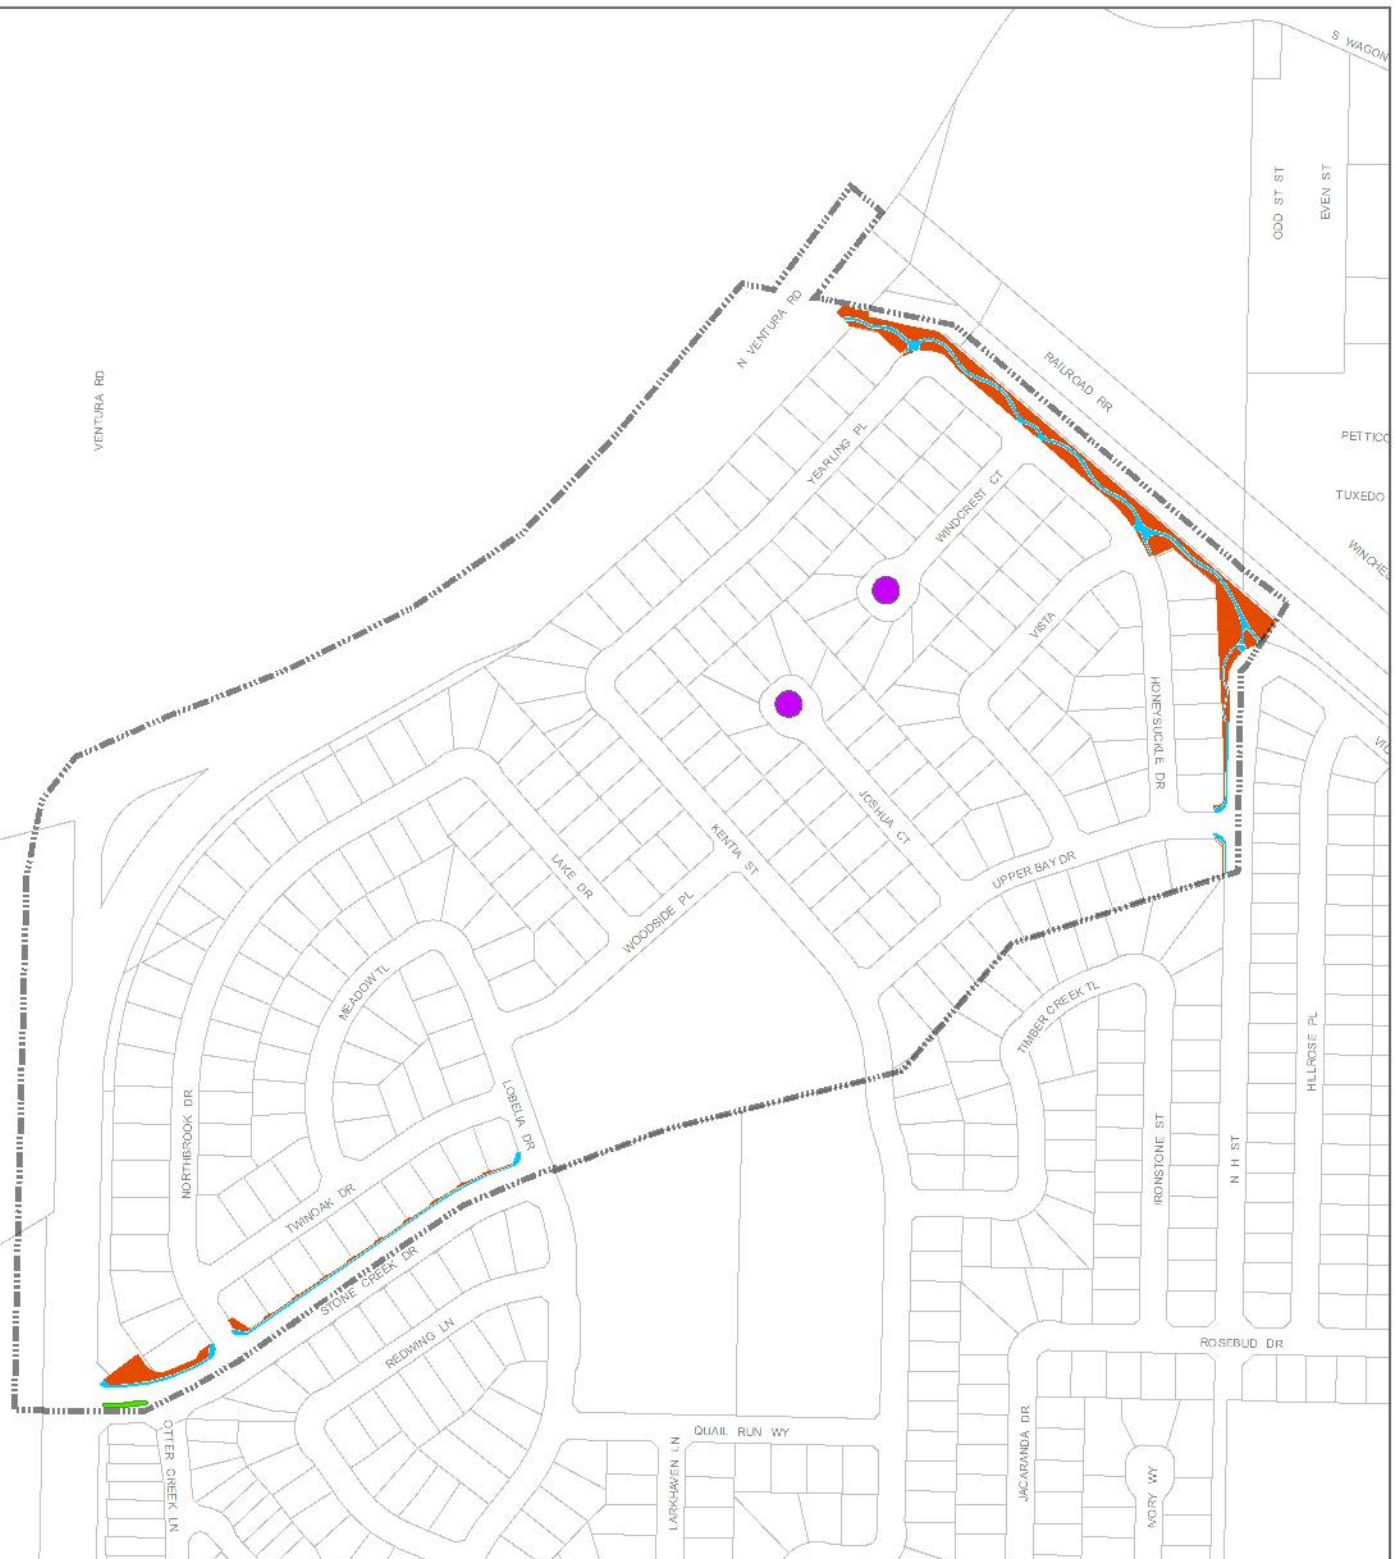 S WAGON
ODD ST ST
EVEN ST
N VENTURA RD
RAILROAD RR
VENTURA RD
PETTICO
YEARLING PL
WINDCREST CT
TUXEDO
WINCHE
VISTA
HONEYSUCKLE DR
VIC
JOSHUA CT
KENTIA ST
LAKE DR
UPPER BAY DR
WOODSIDE PL
MEADOW TL
TIMBER CREEK TL
HILLROSE PL
LOBELIA DR
NORTHBROOK DR
IRONSTONE ST
N H ST
TWINOAK DR
STONE CREEK DR
REDWING LN
ROSEBUD DR
QUAIL RUN WY
JACARANDA DR
OTTER CREEK LN
LARKHAVEN LN
IVORY WY